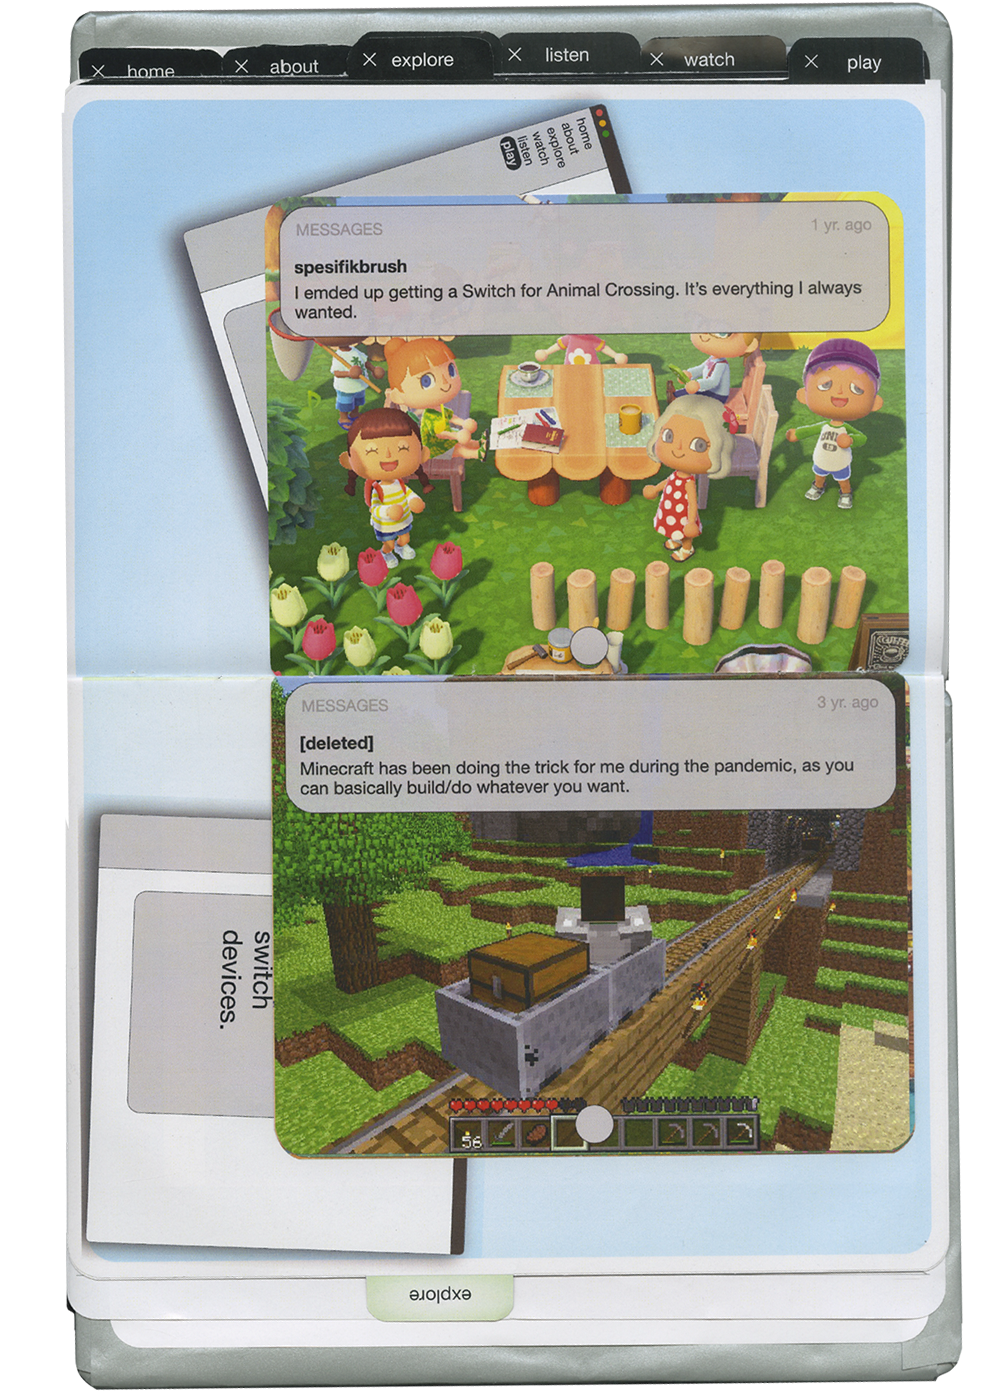 home
about
explore
listen
watch
play
home
about
explore
watch
listen
play
MESSAGES
1 yr. ago
spesifikbrush
I emded up getting a Switch for Animal Crossing. It's everything I always
wanted.
MESSAGES
3 yr. ago
[deleted]
Minecraft has been doing the trick for me during the pandemic, as you
can basically build/do whatever you want.
switch
devices.
56
explore